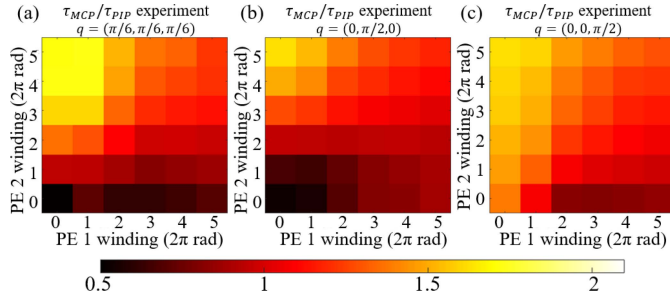 (a) τ_MCP/τ_PIP experiment
q = (π/6,π/6,π/6)
PE 2 winding (2π rad)
5
4
3
2
1
0
0 1 2 3 4 5
PE 1 winding (2π rad)
(b) τ_MCP/τ_PIP experiment
q = (0,π/2,0)
PE 2 winding (2π rad)
5
4
3
2
1
0
0 1 2 3 4 5
PE 1 winding (2π rad)
(c) τ_MCP/τ_PIP experiment
q = (0,0,π/2)
PE 2 winding (2π rad)
5
4
3
2
1
0
0 1 2 3 4 5
PE 1 winding (2π rad)
0.5 1 1.5 2